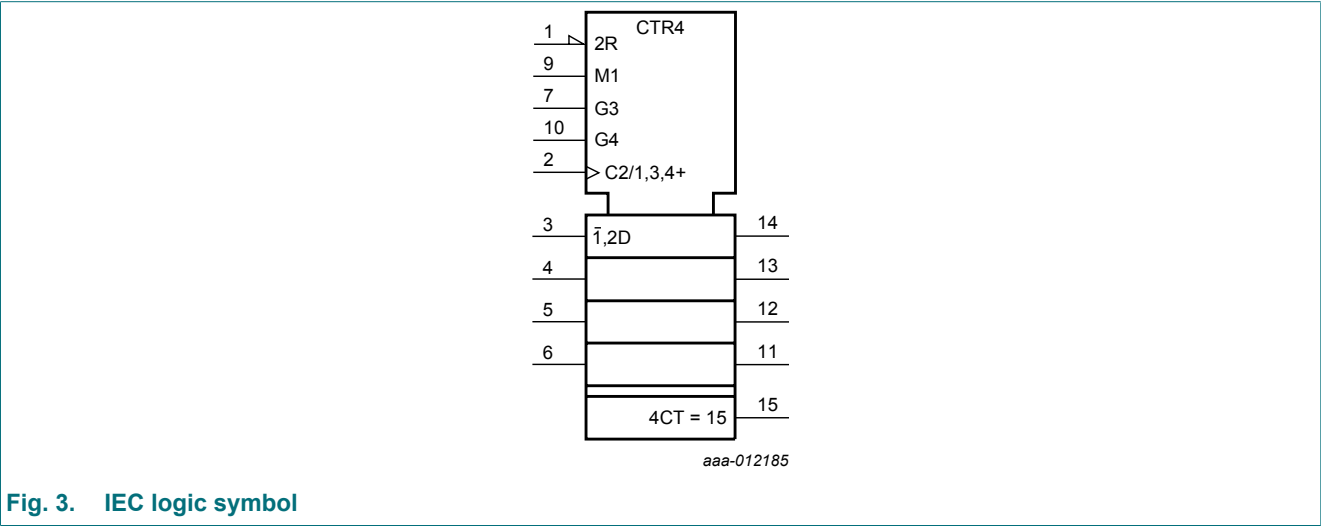 CTR4
1 2R
9 M1
7 G3
10 G4
2 C2/1,3,4+
3 1̄,2D 14
4 13
5 12
6 11
4CT = 15 15
aaa-012185
Fig. 3. IEC logic symbol